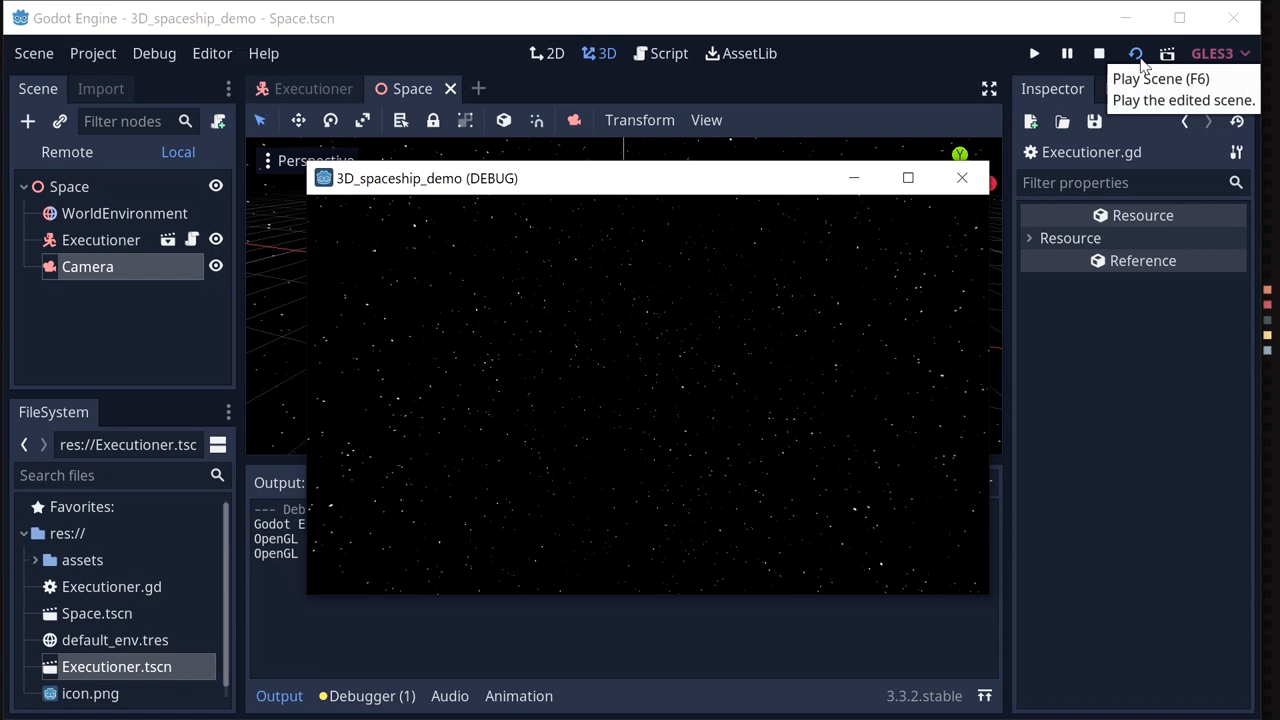 Godot Engine - 3D_spaceship_demo - Space.tscn
Scene Project Debug Editor Help 2D 3D Script AssetLib GLES3
Play Scene (F6)
Play the edited scene.
Scene Import
Executioner Space
Inspector
Filter nodes
Transform View
Remote Local
Perspective
Executioner.gd
3D_spaceship_demo (DEBUG)
Filter properties
Space
WorldEnvironment
Executioner
Camera
Resource
Resource
Reference
FileSystem
res://Executioner.tsc
Search files
Favorites:
res://
assets
Executioner.gd
Space.tscn
default_env.tres
Executioner.tscn
icon.png
Output:
--- Deb
Godot E
OpenGL
OpenGL
Output Debugger (1) Audio Animation 3.3.2.stable